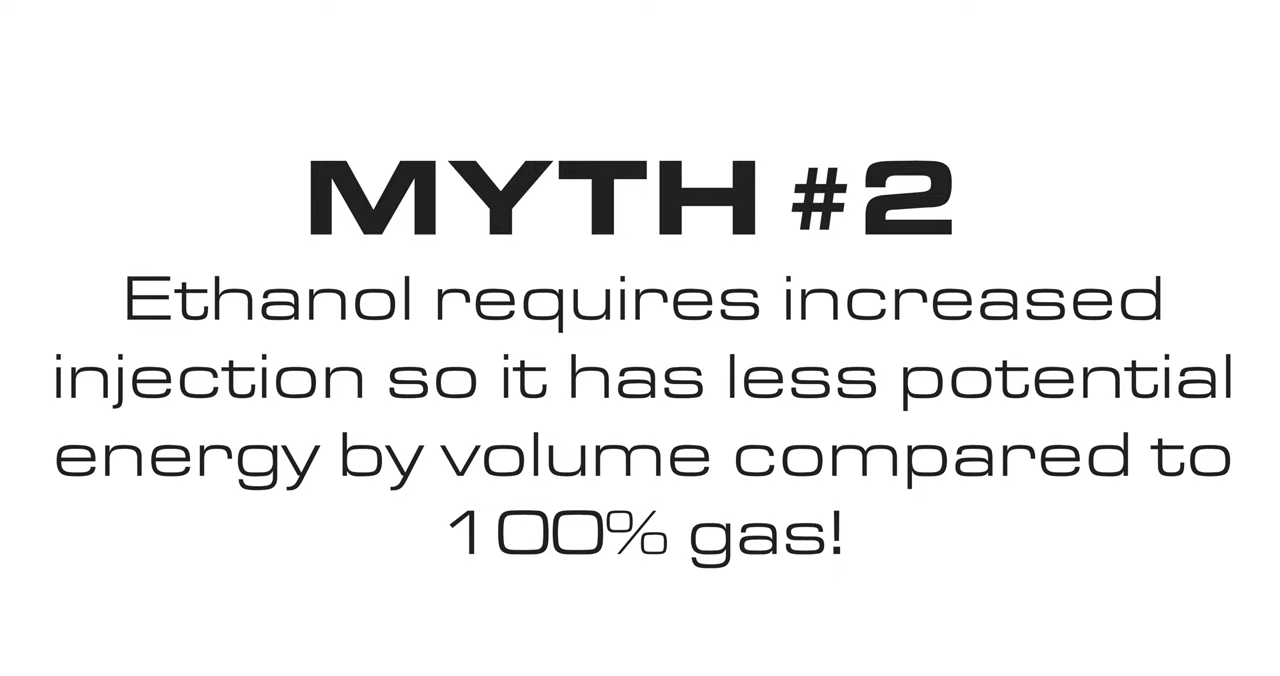 MYTH #2
Ethanol requires increased
injection so it has less potential
energy by volume compared to
100% gas!